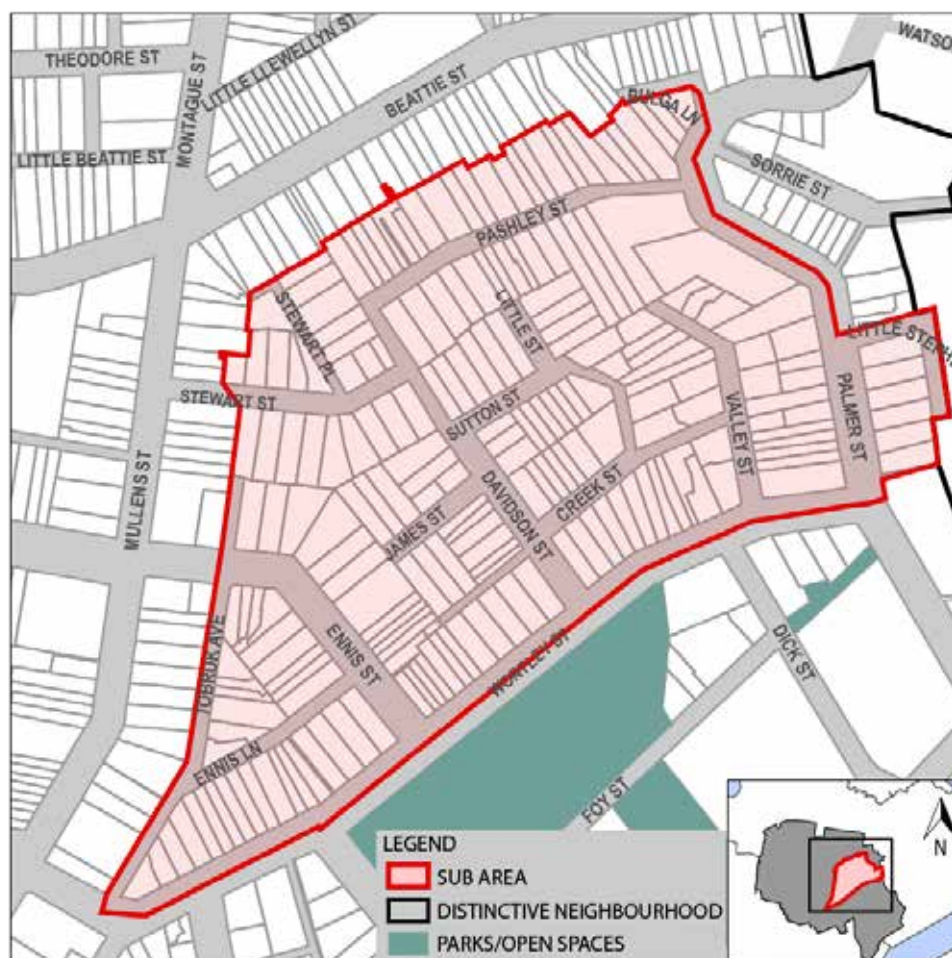 THEODORE ST
LITTLE LLEWELLYN ST
MONTAGUE ST
BEATTIE ST
WATSO
LITTLE BEATTIE ST
BULGA LN
SORRIE ST
PASHLEY ST
STEWART PL
LITTLE ST
LITTLE STEPH
STEWART ST
SUTTON ST
VALLEY ST
PALMER ST
MULLENS ST
DAVIDSON ST
CREEK ST
JAMES ST
ENNIS ST
TOBRUK AVE
WORTLEY ST
DICK ST
ENNIS LN
FOY ST
LEGEND
SUB AREA
DISTINCTIVE NEIGHBOURHOOD
PARKS/OPEN SPACES
N